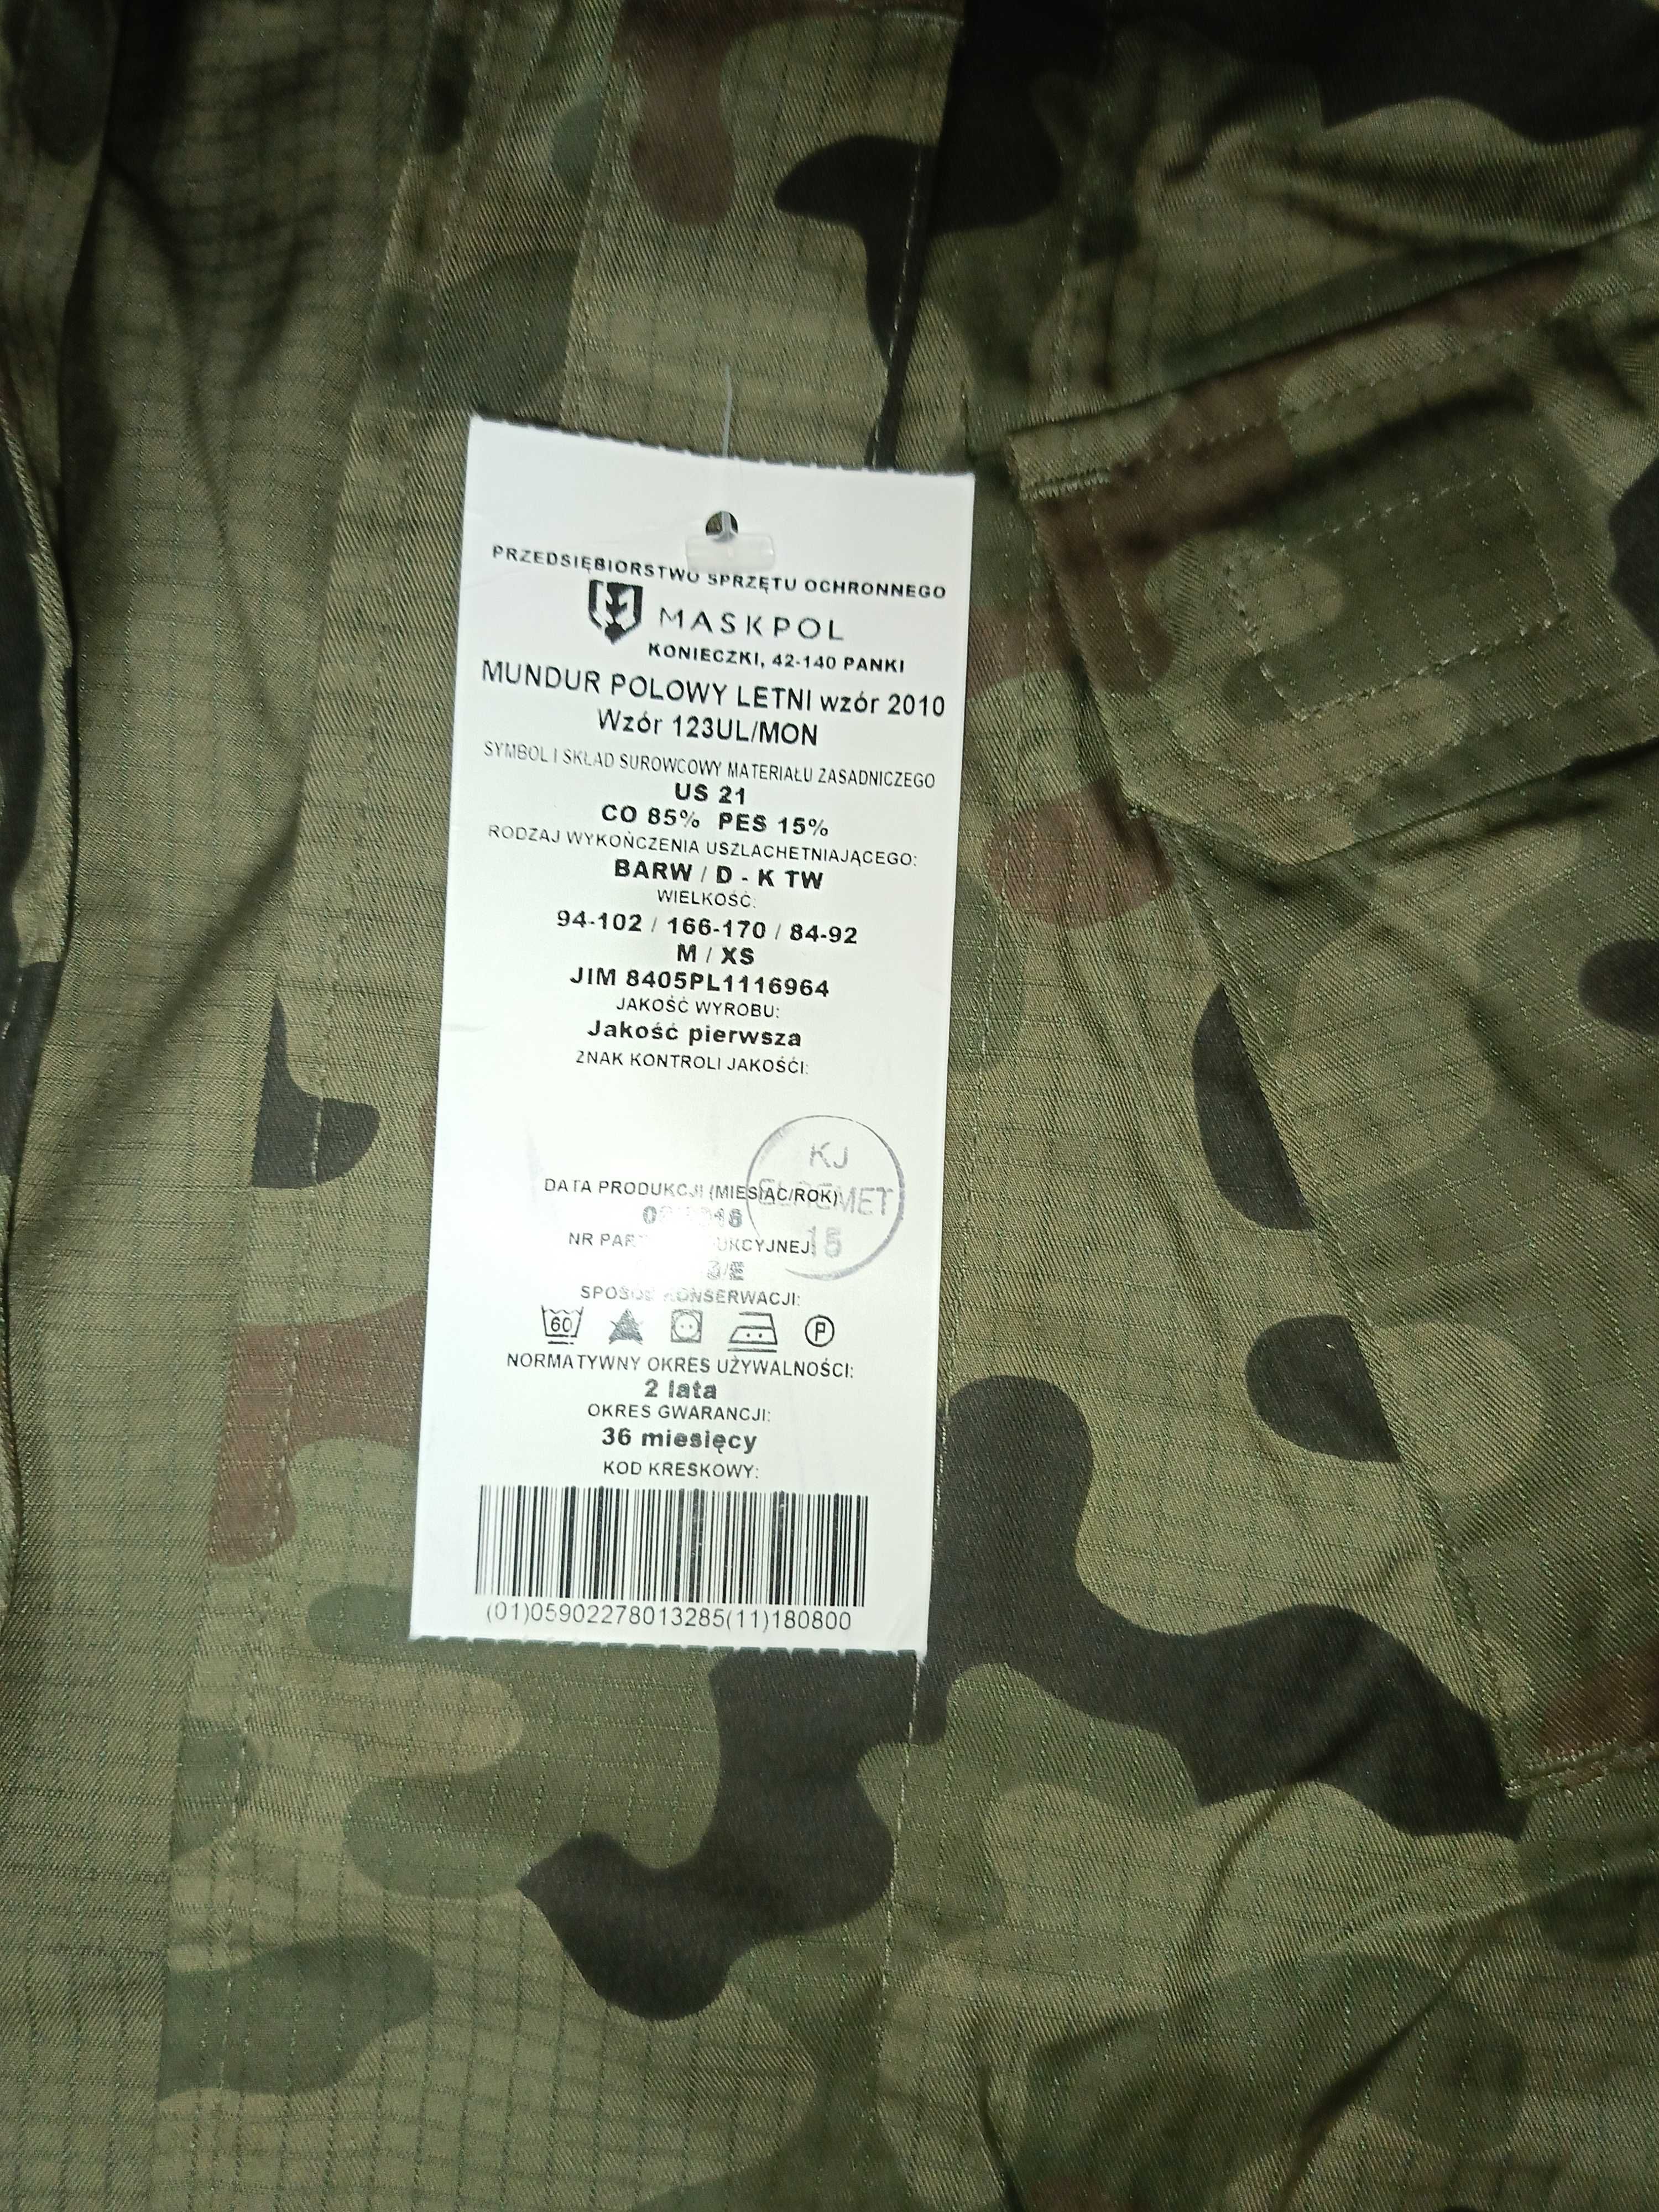 PRZEDSIĘBIORSTWO SPRZĘTU OCHRONNEGO
MASKPOL
KONIECZKI, 42-140 PANKI
MUNDUR POLOWY LETNI wzór 2010
Wzór 123UL/MON
SYMBOL I SKŁAD SUROWCOWY MATERIAŁU ZASADNICZEGO
US 21
CO 85% PES 15%
RODZAJ WYKOŃCZENIA USZLACHETNIAJĄCEGO:
BARW / D - K TW
WIELKOŚĆ:
94-102 / 166-170 / 84-92
M / XS
JIM 8405PL1116964
JAKOŚĆ WYROBU:
Jakość pierwsza
ZNAK KONTROLI JAKOŚĆI:
KJ
15
DATA PRODUKCJI (MIESIĄC/ROK)
NR
3/E
SPOSÓB KONSERWACJI:
60
P
NORMATYWNY OKRES UŻYWALNOŚCI:
2 lata
OKRES GWARANCJI:
36 miesięcy
KOD KRESKOWY:
(01)05902278013285(11)180800